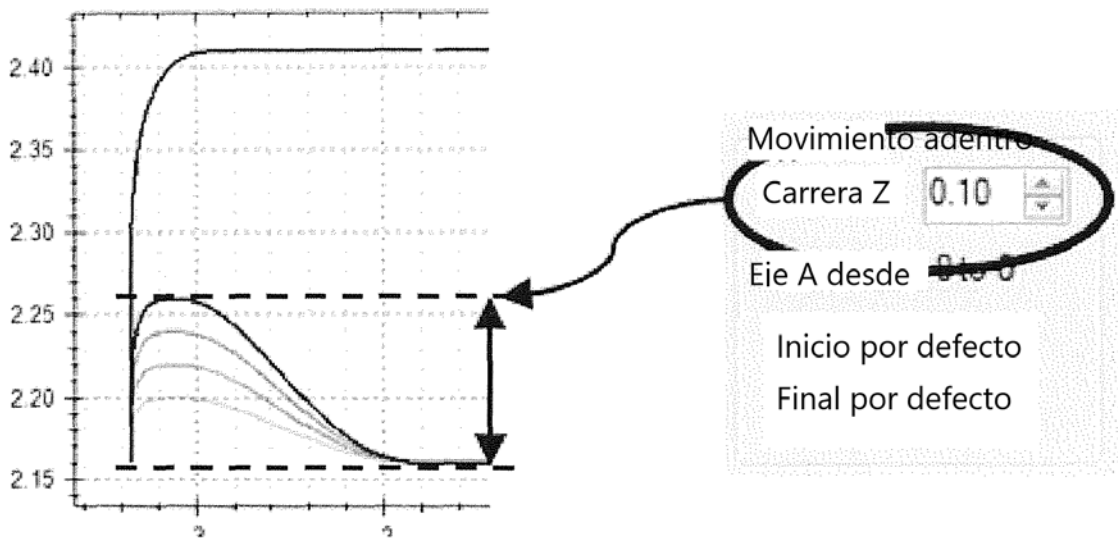 2.40
2.35
2.30
2.25
2.20
2.15
Movimiento adentro
Carrera Z 0.10
Eje A desde
Inicio por defecto
Final por defecto